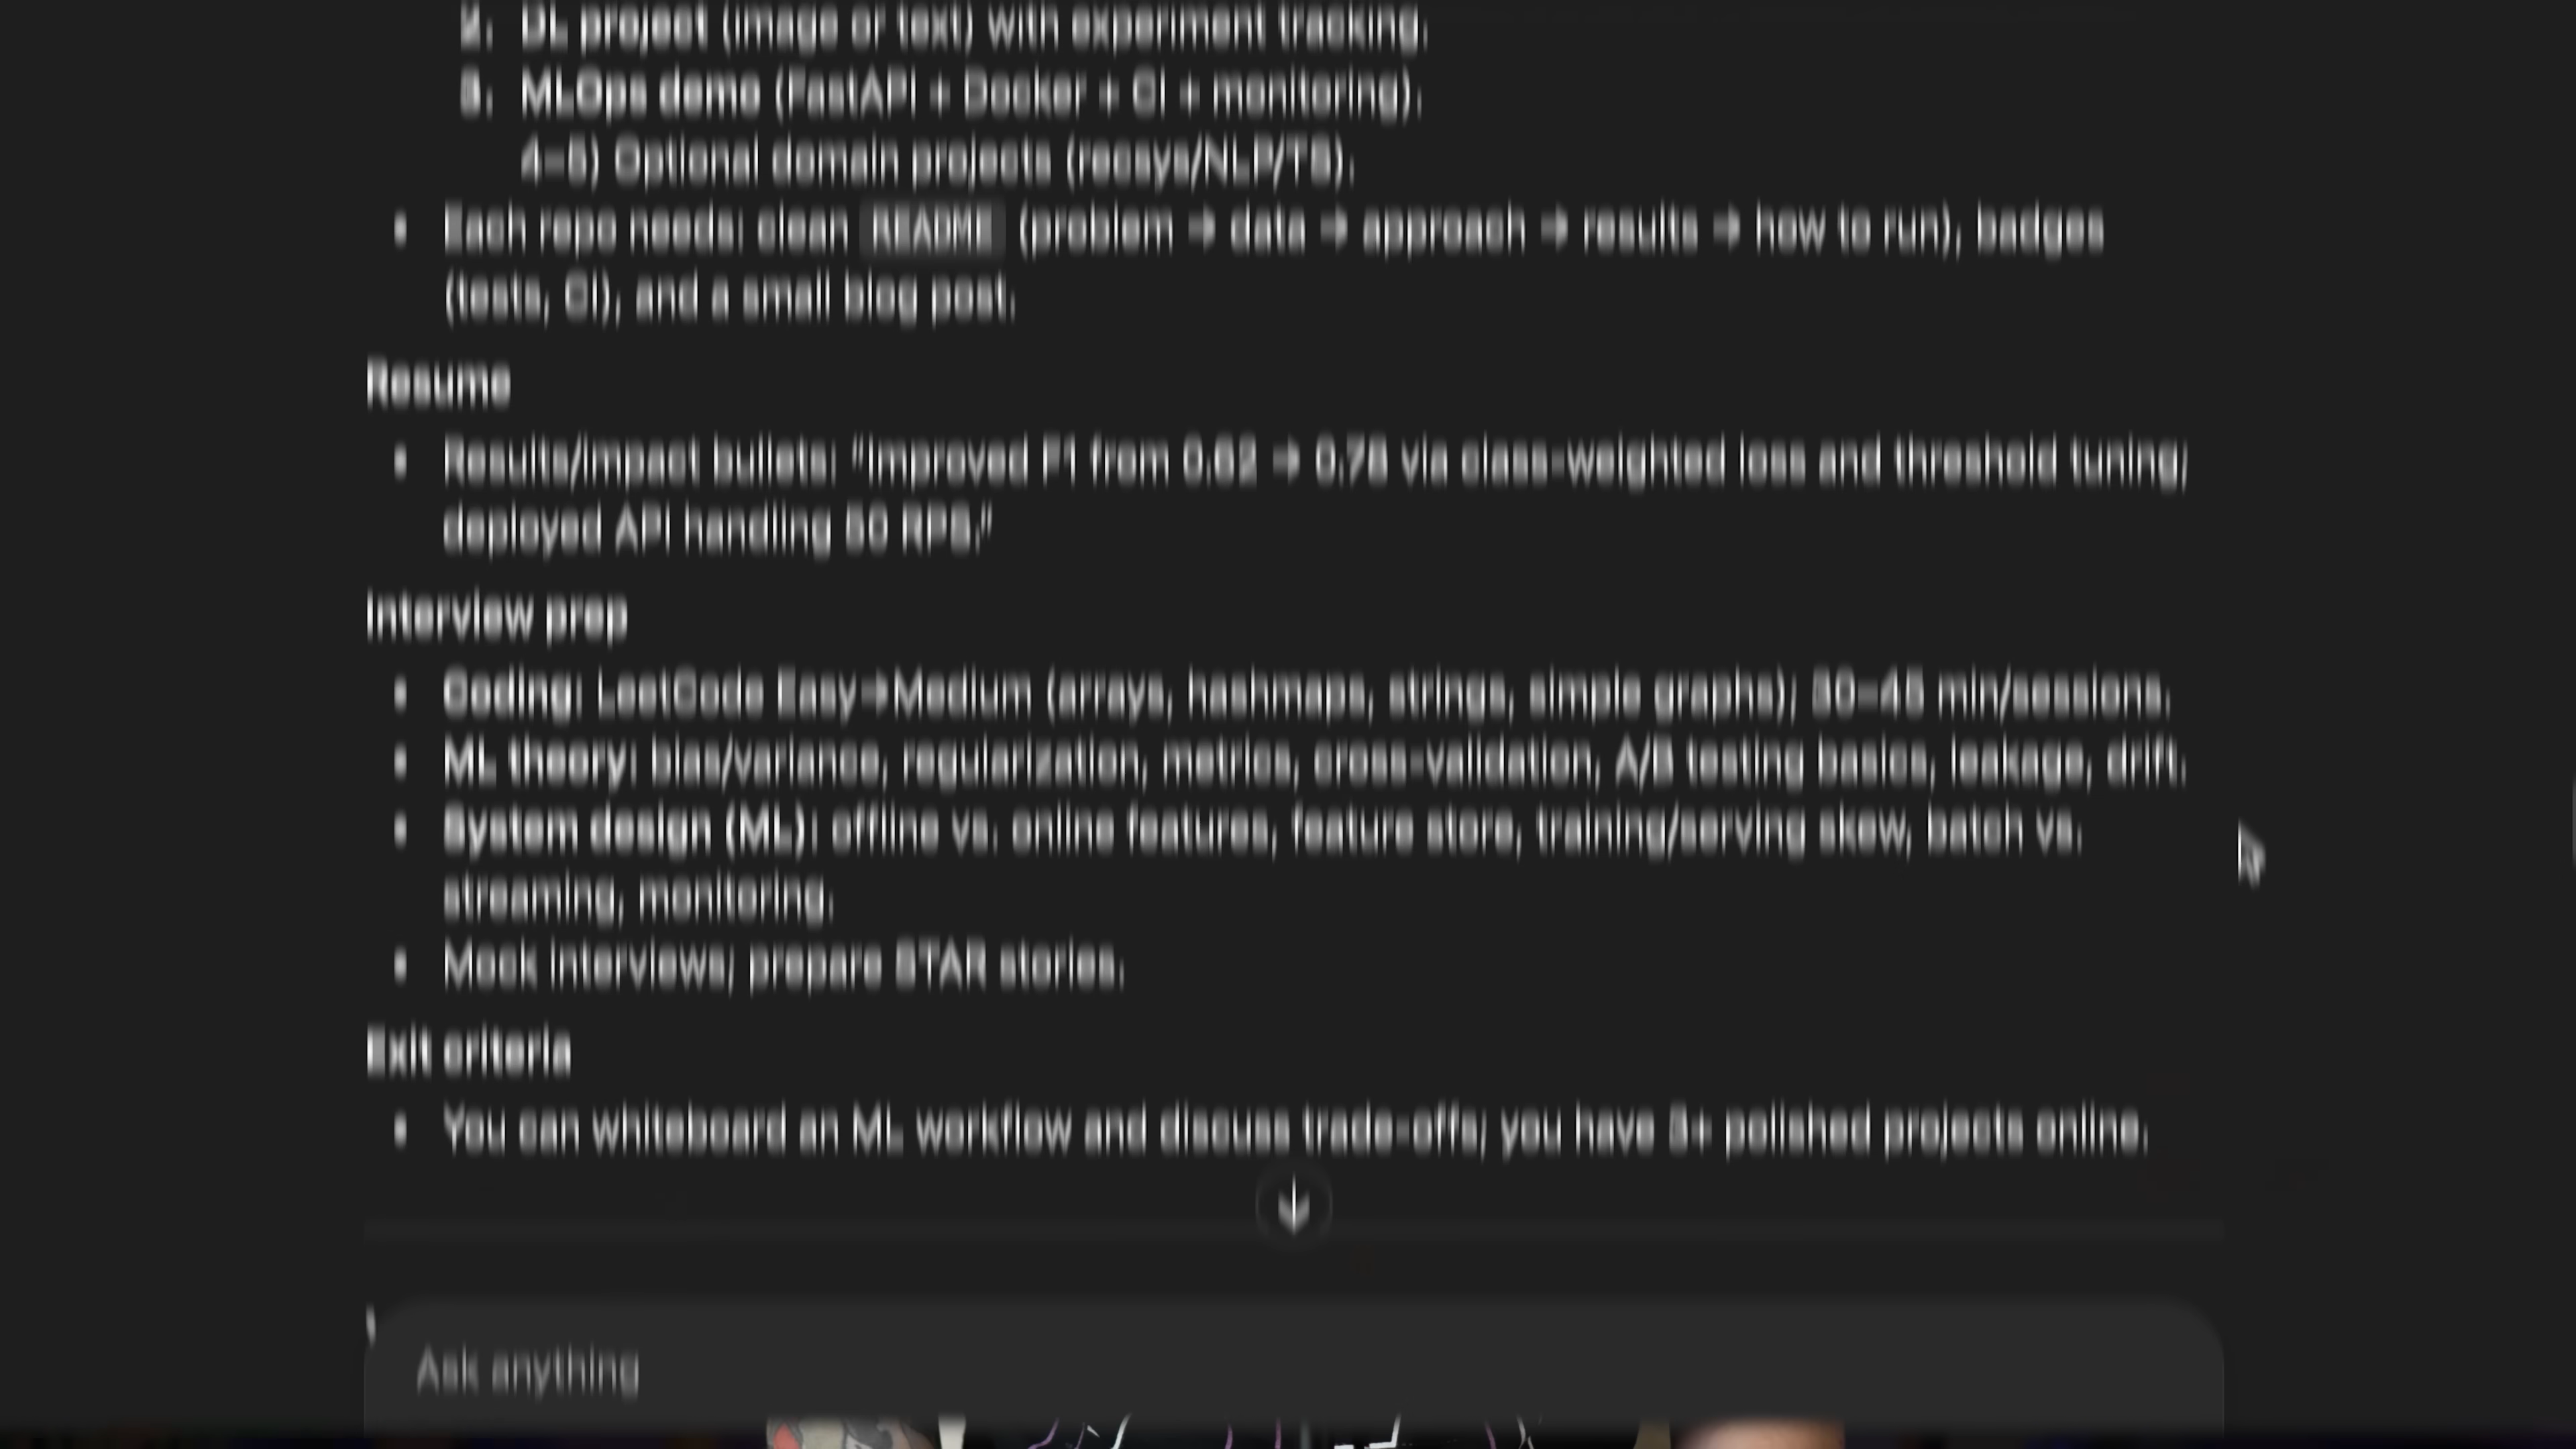 2. DL project (image or text) with experiment tracking.
3. MLOps demo (FastAPI + Docker + CI + monitoring).
4–5) Optional domain projects (recsys/NLP/TS).
• Each repo needs: clean README (problem → data → approach → results → how to run), badges
(tests, CI), and a small blog post.
Resume
• Results/impact bullets: “Improved F1 from 0.62 → 0.78 via class-weighted loss and threshold tuning;
deployed API handling 50 RPS.”
Interview prep
• Coding: LeetCode Easy→Medium (arrays, hashmaps, strings, simple graphs); 30–45 min/sessions.
• ML theory: bias/variance, regularization, metrics, cross-validation, A/B testing basics, leakage, drift.
• System design (ML): offline vs. online features, feature store, training/serving skew, batch vs.
streaming, monitoring.
• Mock interviews; prepare STAR stories.
Exit criteria
• You can whiteboard an ML workflow and discuss trade-offs; you have 3+ polished projects online.
Ask anything